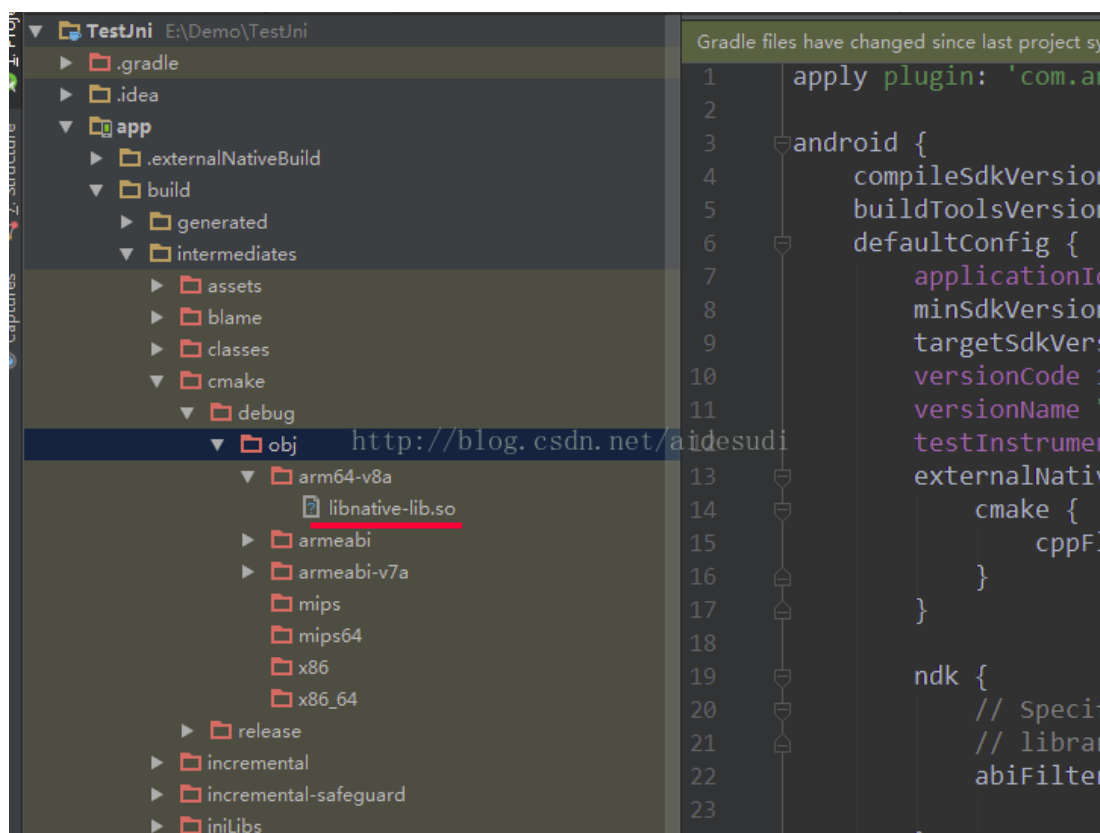 TestJni E:\Demo\TestJni
.gradle
.idea
app
.externalNativeBuild
build
generated
intermediates
assets
blame
classes
cmake
debug
obj
arm64-v8a
libnative-lib.so
armeabi
armeabi-v7a
mips
mips64
x86
x86_64
release
incremental
incremental-safeguard
jniLibs
http://blog.csdn.net/aidesudi
Captures
Gradle files have changed since last project sy
1 apply plugin: 'com.an
2
3 android {
4 compileSdkVersion
5 buildToolsVersion
6 defaultConfig {
7 applicationId
8 minSdkVersion
9 targetSdkVers
10 versionCode 1
11 versionName '
testInstrumen
13 externalNativ
14 cmake {
15 cppFl
16 }
17 }
18
19 ndk {
20 // Specif
21 // librar
22 abiFilter
23